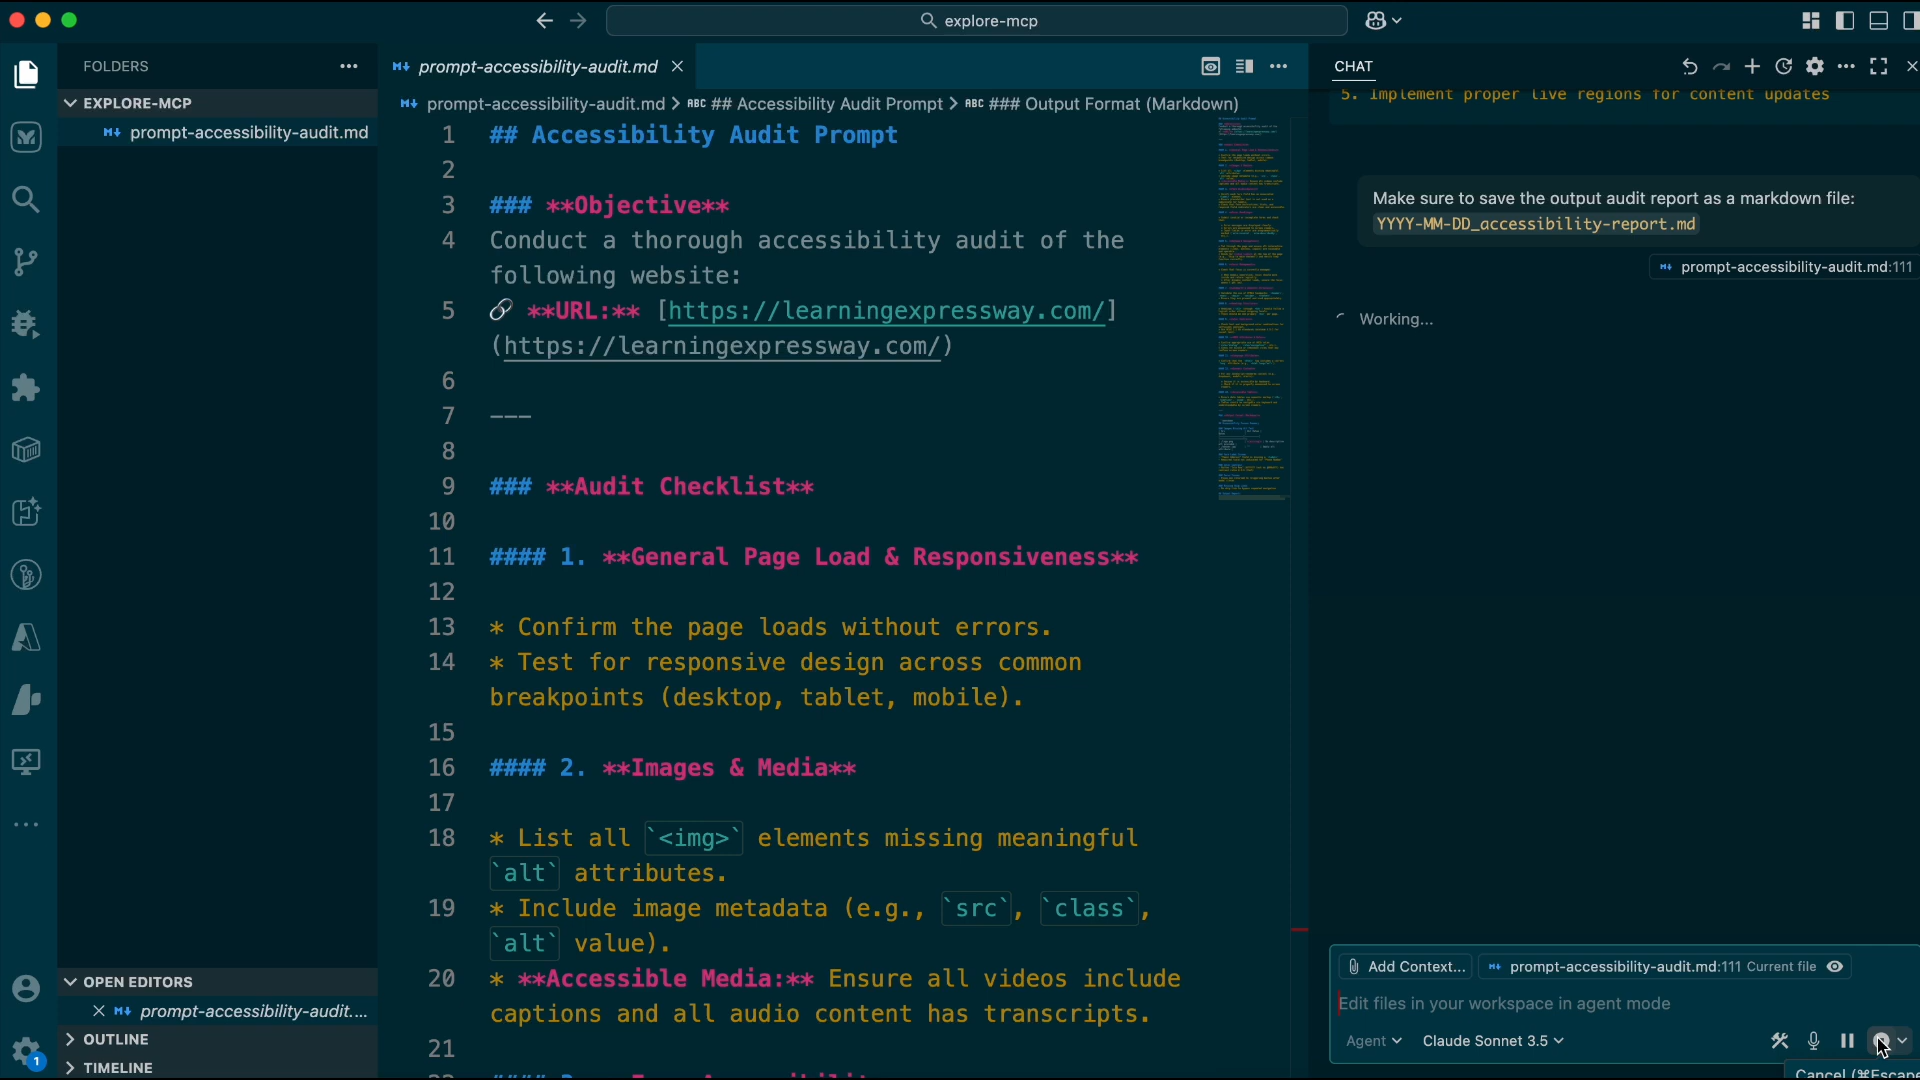 explore-mcp
FOLDERS
EXPLORE-MCP
prompt-accessibility-audit.md
OPEN EDITORS
prompt-accessibility-audit....
OUTLINE
TIMELINE
1
prompt-accessibility-audit.md
prompt-accessibility-audit.md > ABC ## Accessibility Audit Prompt > ABC ### Output Format (Markdown)
1 ## Accessibility Audit Prompt
2
3 ### **Objective**
4 Conduct a thorough accessibility audit of the
following website:
5 🔗 **URL:** [https://learningexpressway.com/]
(https://learningexpressway.com/)
6
7 ---
8
9 ### **Audit Checklist**
10
11 #### 1. **General Page Load & Responsiveness**
12
13 * Confirm the page loads without errors.
14 * Test for responsive design across common
breakpoints (desktop, tablet, mobile).
15
16 #### 2. **Images & Media**
17
18 * List all `<img>` elements missing meaningful
`alt` attributes.
19 * Include image metadata (e.g., `src`, `class`,
`alt` value).
20 * **Accessible Media:** Ensure all videos include
captions and all audio content has transcripts.
21
CHAT
5. Implement proper live regions for content updates
Make sure to save the output audit report as a markdown file:
YYYY-MM-DD_accessibility-report.md
prompt-accessibility-audit.md:111
Working...
Add Context...
prompt-accessibility-audit.md:111 Current file
Edit files in your workspace in agent mode
Agent
Claude Sonnet 3.5
Cancel (⌘Escape